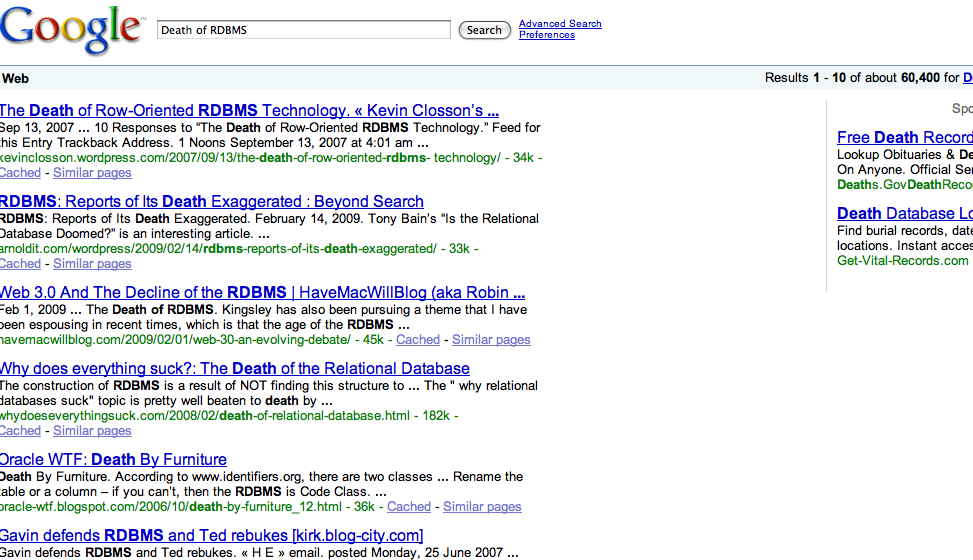 Google™
Death of RDBMS
Search
Advanced Search
Preferences
Web
Results 1 - 10 of about 60,400 for D
The Death of Row-Oriented RDBMS Technology. « Kevin Closson's ...
Sep 13, 2007 ... 10 Responses to “The Death of Row-Oriented RDBMS Technology.” Feed for
this Entry Trackback Address. 1 Noons September 13, 2007 at 4:01 am ...
kevinclosson.wordpress.com/2007/09/13/the-death-of-row-oriented-rdbms- technology/ - 34k -
Cached - Similar pages
RDBMS: Reports of Its Death Exaggerated : Beyond Search
RDBMS: Reports of Its Death Exaggerated. February 14, 2009. Tony Bain's “Is the Relational
Database Doomed?” is an interesting article. ...
arnoldit.com/wordpress/2009/02/14/rdbms-reports-of-its-death-exaggerated/ - 33k -
Cached - Similar pages
Web 3.0 And The Decline of the RDBMS | HaveMacWillBlog (aka Robin ...
Feb 1, 2009 ... The Death of RDBMS. Kingsley has also been pursuing a theme that I have
been espousing in recent times, which is that the age of the RDBMS ...
havemacwillblog.com/2009/02/01/web-30-an-evolving-debate/ - 45k - Cached - Similar pages
Why does everything suck?: The Death of the Relational Database
The construction of RDBMS is a result of NOT finding this structure to ... The " why relational
databases suck" topic is pretty well beaten to death by ...
whydoeseverythingsuck.com/2008/02/death-of-relational-database.html - 182k -
Cached - Similar pages
Oracle WTF: Death By Furniture
Death By Furniture. According to www.identifiers.org, there are two classes ... Rename the
table or a column – if you can't, then the RDBMS is Code Class. ...
oracle-wtf.blogspot.com/2006/10/death-by-furniture_12.html - 36k - Cached - Similar pages
Gavin defends RDBMS and Ted rebukes [kirk.blog-city.com]
Gavin defends RDBMS and Ted rebukes. « H E » email. posted Monday, 25 June 2007 ...
Spo
Free Death Record
Lookup Obituaries & De
On Anyone. Official Ser
Deaths.GovDeathReco
Death Database Lo
Find burial records, date
locations. Instant acces
Get-Vital-Records.com